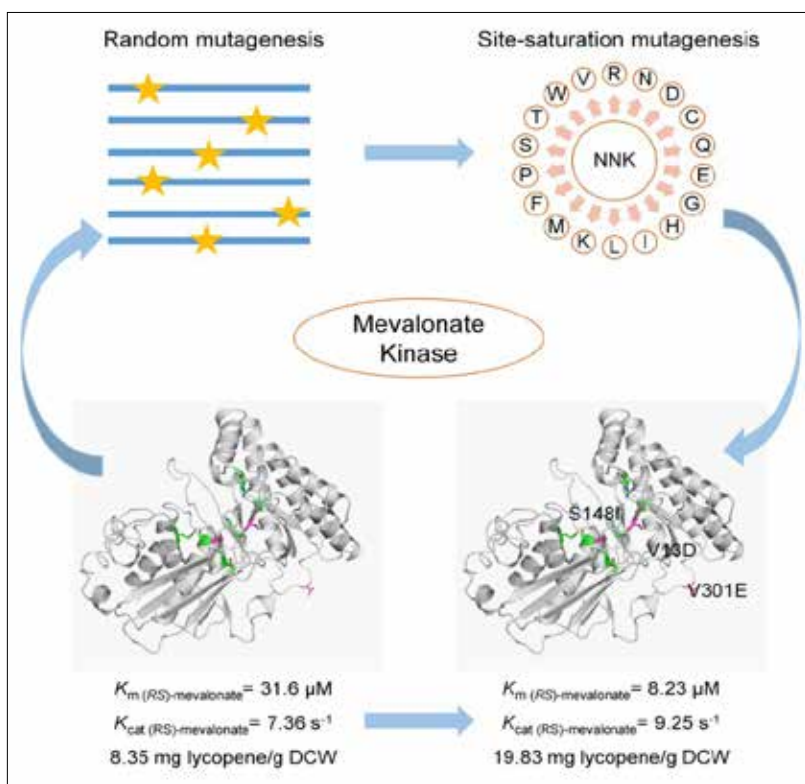 Random mutagenesis
Site-saturation mutagenesis
R
N
D
C
Q
E
G
H
I
L
K
M
F
P
S
T
W
V
NNK
Mevalonate
Kinase
S148I
V13D
V301E
Km (RS)-mevalonate= 31.6 µM
Kcat (RS)-mevalonate= 7.36 s⁻¹
8.35 mg lycopene/g DCW
Km (RS)-mevalonate= 8.23 µM
Kcat (RS)-mevalonate= 9.25 s⁻¹
19.83 mg lycopene/g DCW